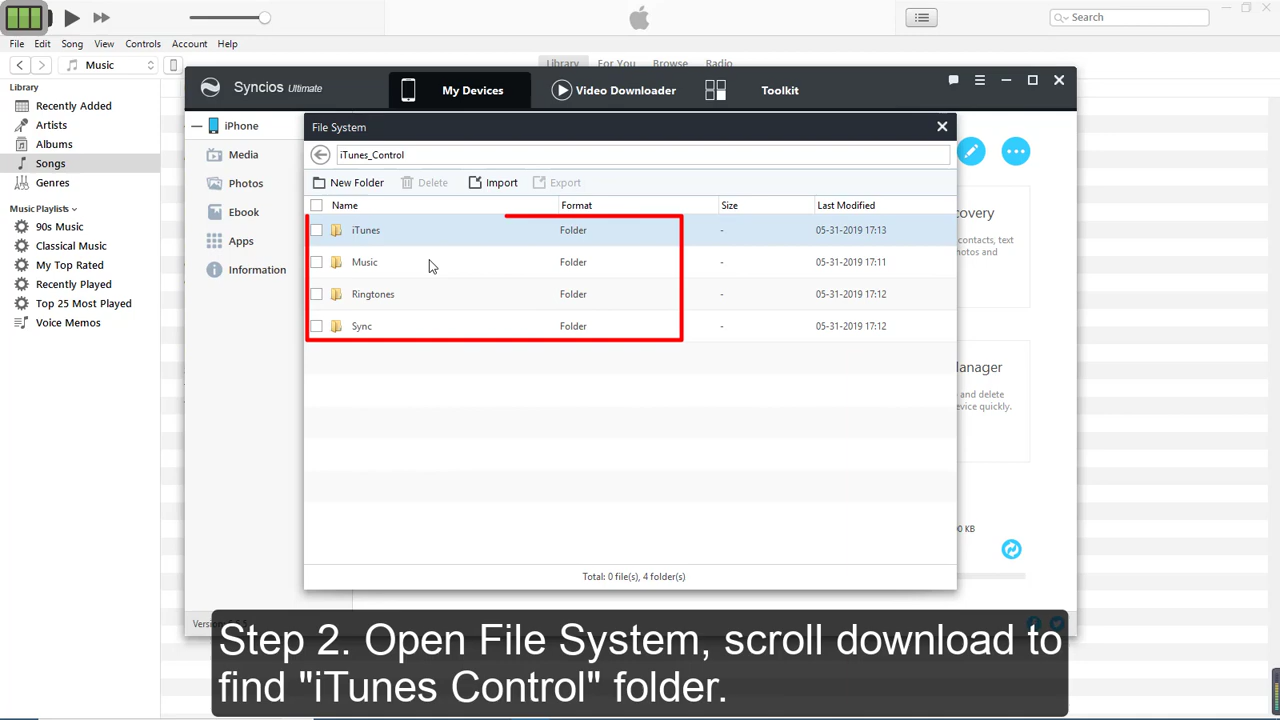 Search
File Edit Song View Controls Account Help
Music
Library For You Browse Radio
Library
Recently Added
Artists
Albums
Songs
Genres
Music Playlists
90s Music
Classical Music
My Top Rated
Recently Played
Top 25 Most Played
Voice Memos
Syncios Ultimate
My Devices
Video Downloader
Toolkit
iPhone
Media
Photos
Ebook
Apps
Information
File System
iTunes_Control
New Folder Delete Import Export
Name Format Size Last Modified
iTunes Folder - 05-31-2019 17:13
Music Folder - 05-31-2019 17:11
Ringtones Folder - 05-31-2019 17:12
Sync Folder - 05-31-2019 17:12
Total: 0 file(s), 4 folder(s)
covery
contacts, text
hotos and
anager
and delete
evice quickly.
KB
Step 2. Open File System, scroll download to
find "iTunes Control" folder.